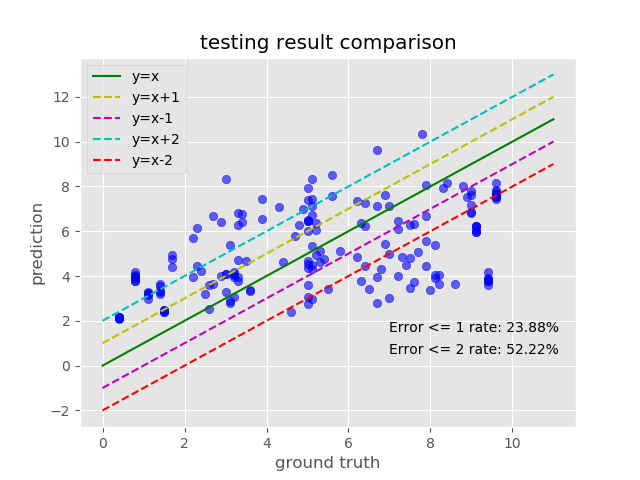 testing result comparison
y=x
y=x+1
y=x-1
y=x+2
y=x-2
12
10
8
6
4
2
0
−2
prediction
Error <= 1 rate: 23.88%
Error <= 2 rate: 52.22%
0 2 4 6 8 10
ground truth